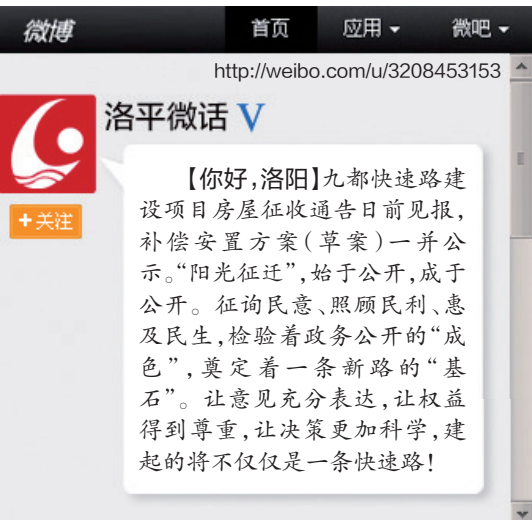 微博 首页 应用 微吧
http://weibo.com/u/3208453153
洛平微话 V
+关注
【你好,洛阳】九都快速路建
设项目房屋征收通告日前见报,
补偿安置方案(草案)一并公
示。“阳光征迁”,始于公开,成于
公开。征询民意、照顾民利、惠
及民生,检验着政务公开的“成
色”,奠定着一条新路的“基
石”。让意见充分表达,让权益
得到尊重,让决策更加科学,建
起的将不仅仅是一条快速路!